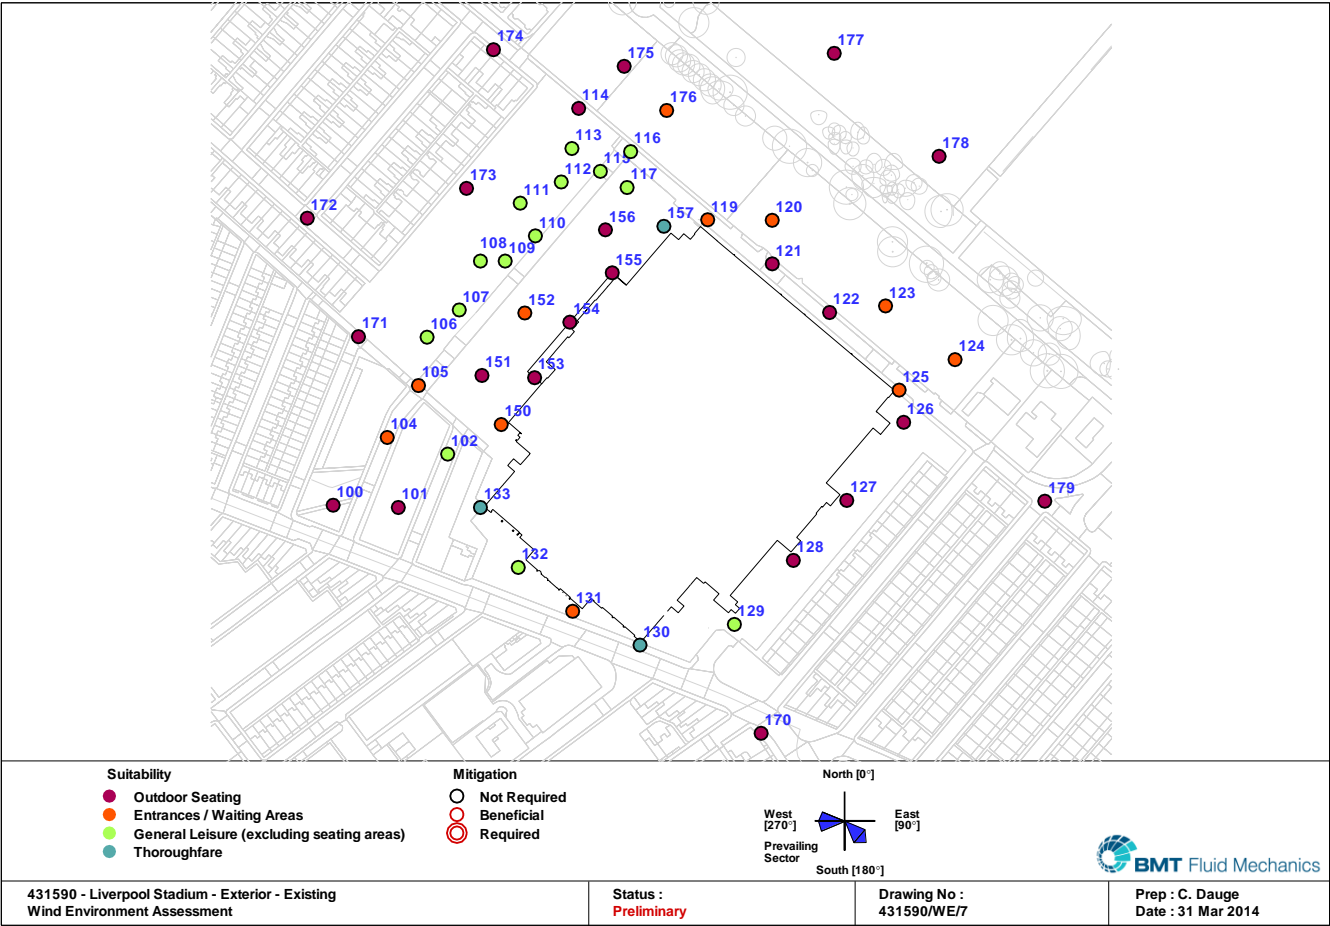 174
175
177
114
176
113
116
178
115
112
117
173
111
172
156
157
119
120
110
108
109
121
155
107
152
122
123
154
106
171
124
151
153
105
125
150
126
104
102
100
101
133
127
179
128
132
131
129
130
170
Suitability
Outdoor Seating
Entrances / Waiting Areas
General Leisure (excluding seating areas)
Thoroughfare
Mitigation
Not Required
Beneficial
Required
North [0°]
West
[270°]
East
[90°]
Prevailing
Sector
South [180°]
BMT Fluid Mechanics
431590 - Liverpool Stadium - Exterior - Existing
Wind Environment Assessment
Status :
Preliminary
Drawing No :
431590/WE/7
Prep : C. Dauge
Date : 31 Mar 2014